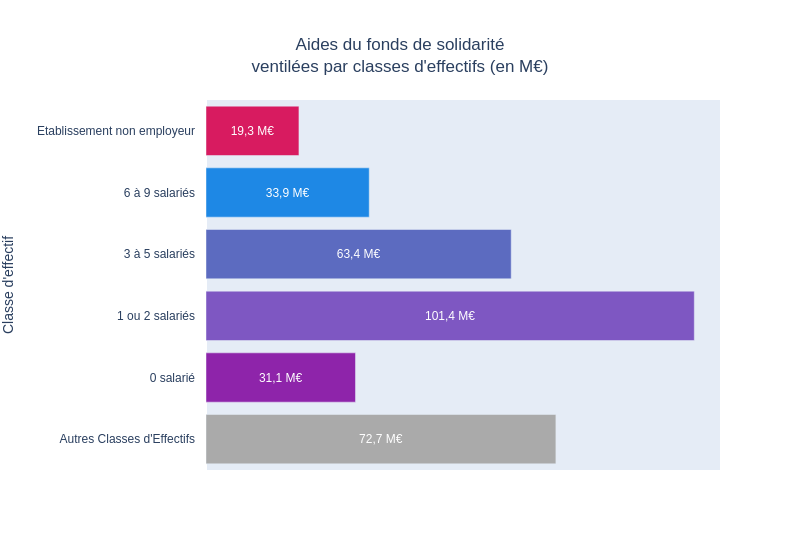 Aides du fonds de solidarité
ventilées par classes d'effectifs (en M€)
Classe d'effectif
Etablissement non employeur
19,3 M€
6 à 9 salariés
33,9 M€
3 à 5 salariés
63,4 M€
1 ou 2 salariés
101,4 M€
0 salarié
31,1 M€
Autres Classes d'Effectifs
72,7 M€